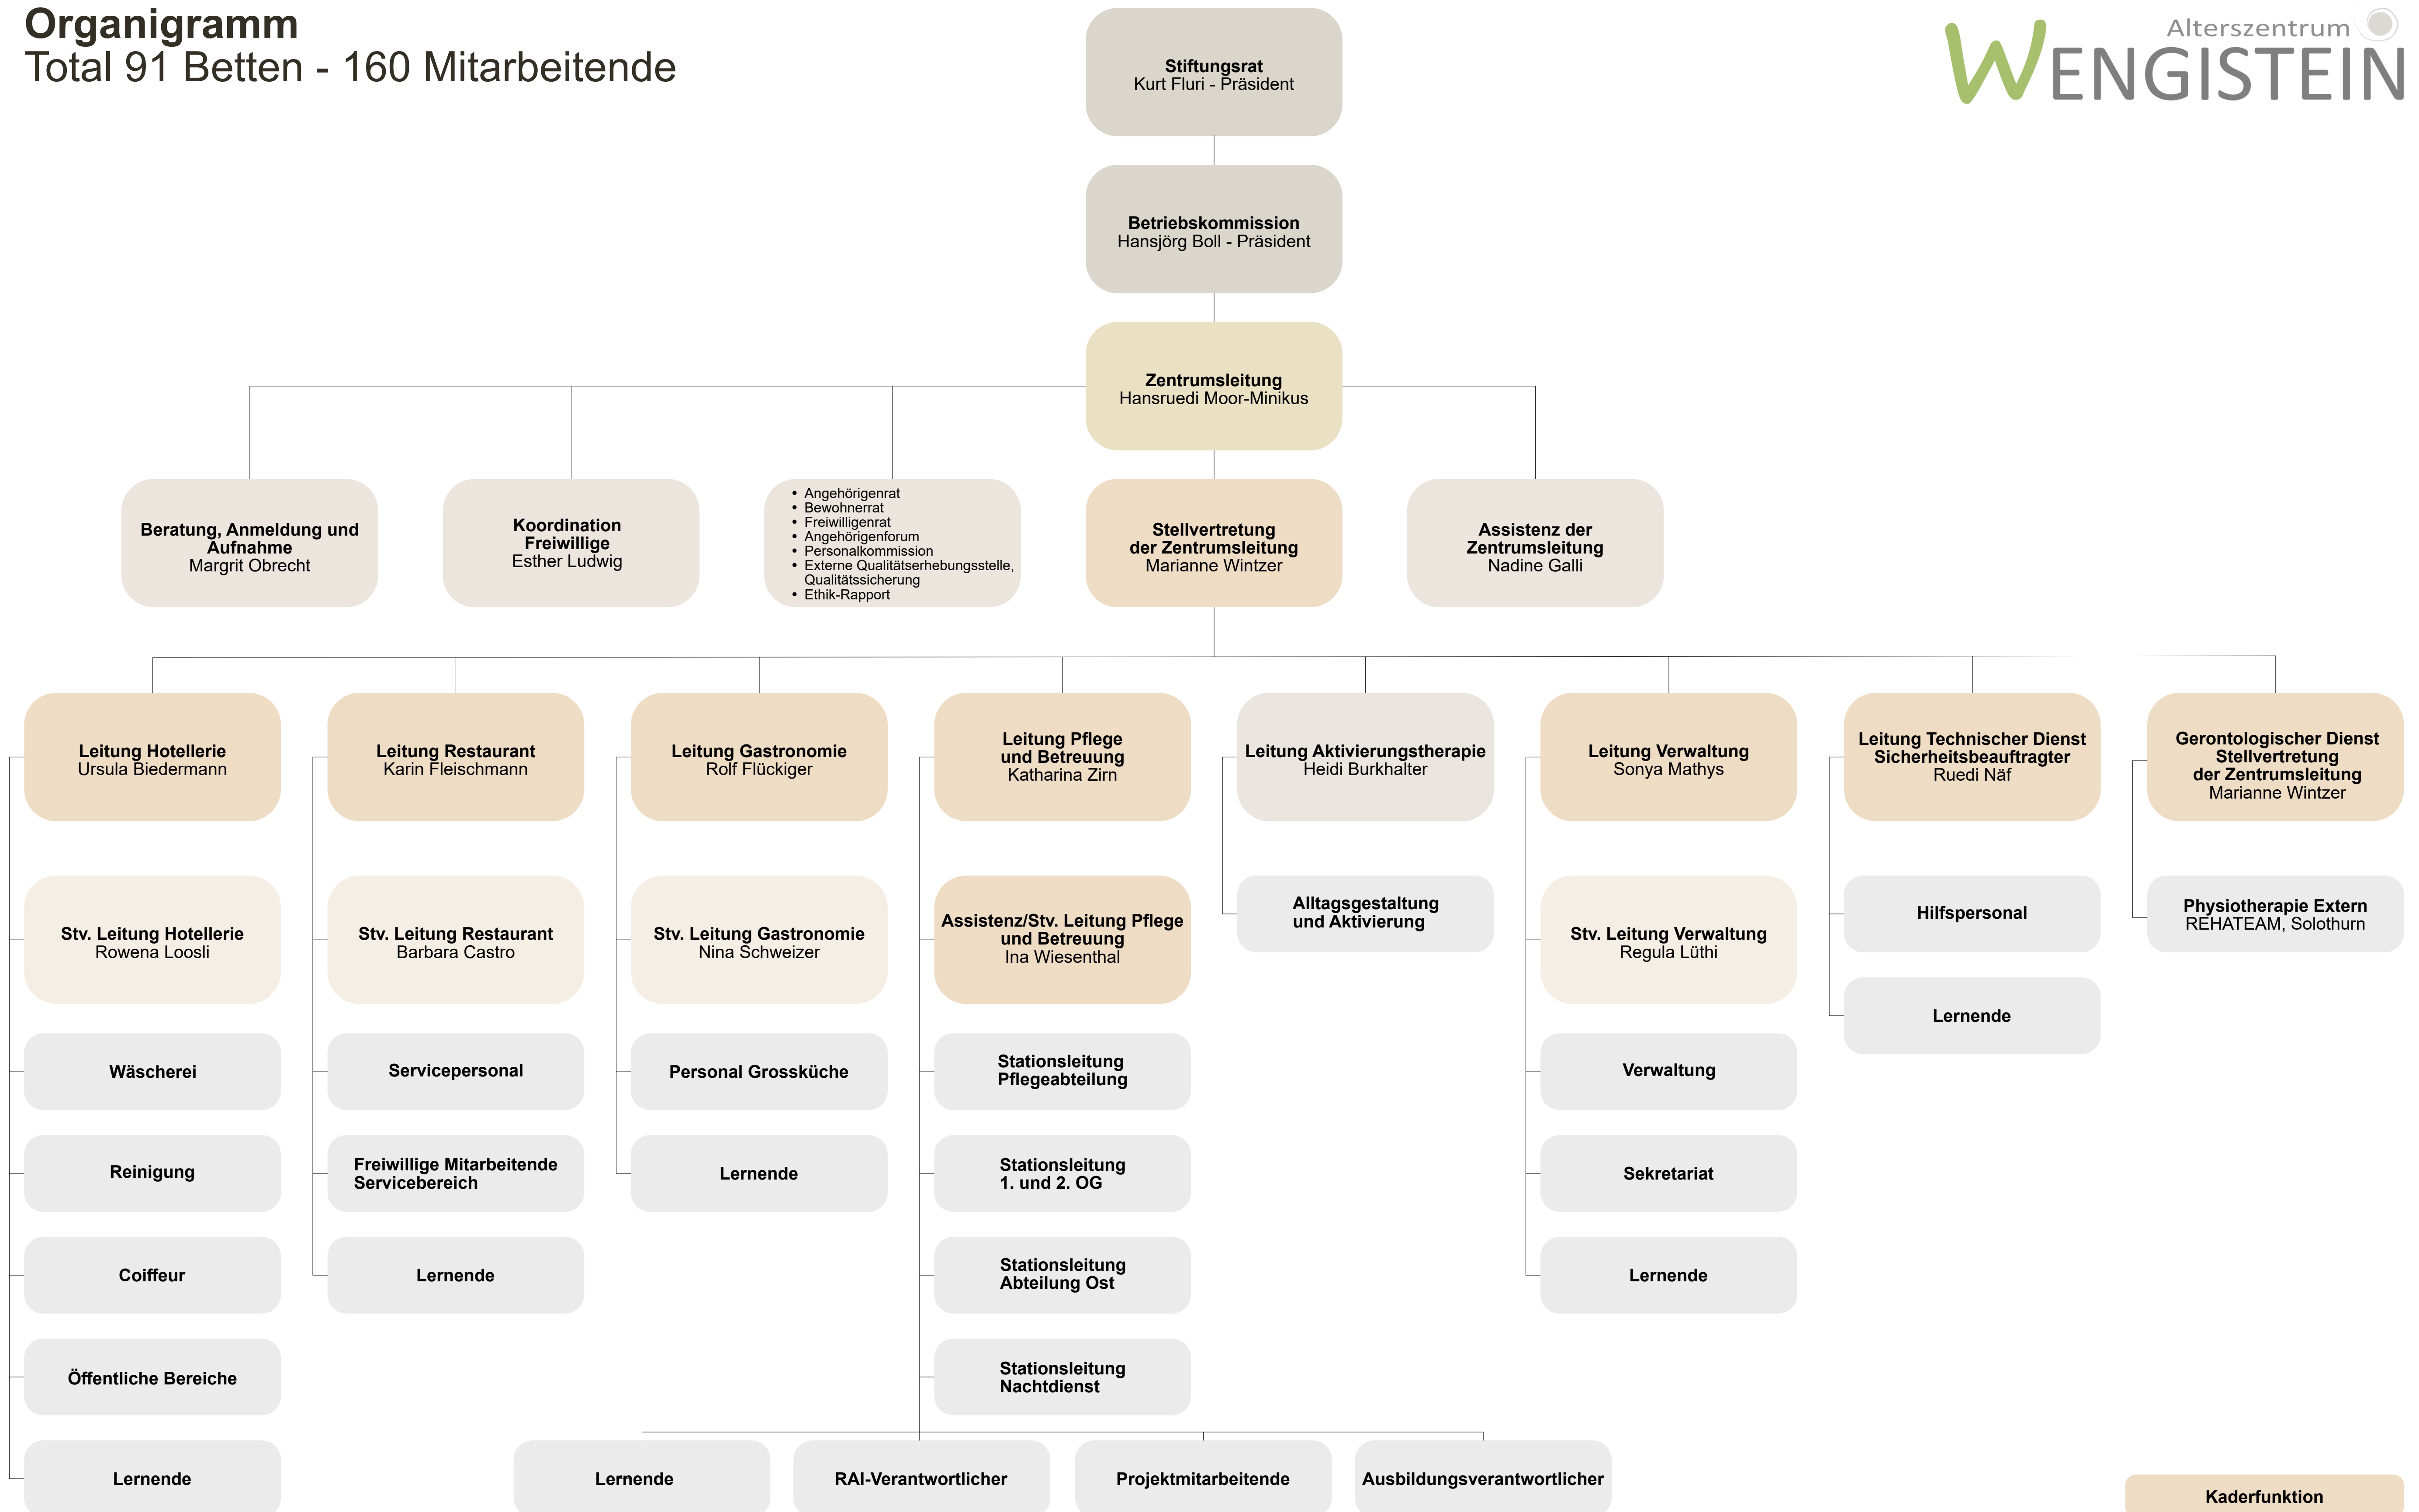 Organigramm
Total 91 Betten - 160 Mitarbeitende
Alterszentrum
WENGISTEIN
Stiftungsrat
Kurt Fluri - Präsident
Betriebskommission
Hansjörg Boll - Präsident
Zentrumsleitung
Hansruedi Moor-Minikus
Beratung, Anmeldung und
Aufnahme
Margrit Obrecht
Koordination
Freiwillige
Esther Ludwig
• Angehörigenrat
• Bewohnerrat
• Freiwilligenrat
• Angehörigenforum
• Personalkommission
• Externe Qualitätserhebungsstelle,
Qualitätssicherung
• Ethik-Rapport
Stellvertretung
der Zentrumsleitung
Marianne Wintzer
Assistenz der
Zentrumsleitung
Nadine Galli
Leitung Hotellerie
Ursula Biedermann
Leitung Restaurant
Karin Fleischmann
Leitung Gastronomie
Rolf Flückiger
Leitung Pflege
und Betreuung
Katharina Zirn
Leitung Aktivierungstherapie
Heidi Burkhalter
Leitung Verwaltung
Sonya Mathys
Leitung Technischer Dienst
Sicherheitsbeauftragter
Ruedi Näf
Gerontologischer Dienst
Stellvertretung
der Zentrumsleitung
Marianne Wintzer
Stv. Leitung Hotellerie
Rowena Loosli
Stv. Leitung Restaurant
Barbara Castro
Stv. Leitung Gastronomie
Nina Schweizer
Assistenz/Stv. Leitung Pflege
und Betreuung
Ina Wiesenthal
Alltagsgestaltung
und Aktivierung
Stv. Leitung Verwaltung
Regula Lüthi
Hilfspersonal
Physiotherapie Extern
REHATEAM, Solothurn
Lernende
Wäscherei
Servicepersonal
Personal Grossküche
Stationsleitung
Pflegeabteilung
Verwaltung
Reinigung
Freiwillige Mitarbeitende
Servicebereich
Lernende
Stationsleitung
1. und 2. OG
Sekretariat
Coiffeur
Lernende
Stationsleitung
Abteilung Ost
Lernende
Öffentliche Bereiche
Stationsleitung
Nachtdienst
Lernende
Lernende
RAI-Verantwortlicher
Projektmitarbeitende
Ausbildungsverantwortlicher
Kaderfunktion